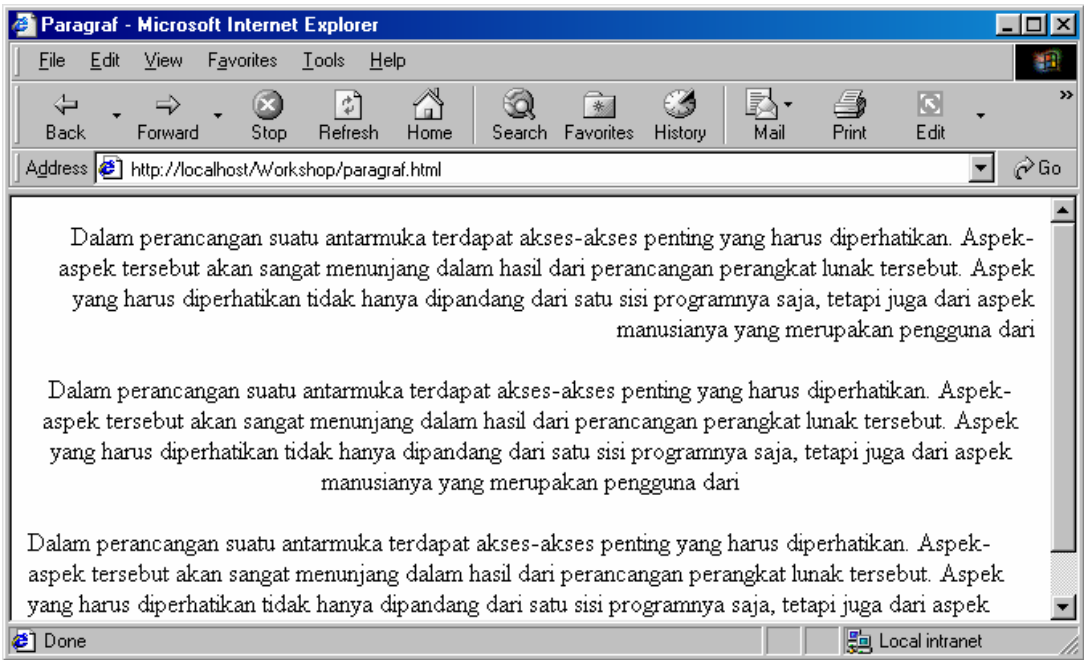 Paragraf - Microsoft Internet Explorer
File Edit View Favorites Tools Help
Back Forward Stop Refresh Home Search Favorites History Mail Print Edit »
Address http://localhost/Workshop/paragraf.html Go
Dalam perancangan suatu antarmuka terdapat akses-akses penting yang harus diperhatikan. Aspek-
aspek tersebut akan sangat menunjang dalam hasil dari perancangan perangkat lunak tersebut. Aspek
yang harus diperhatikan tidak hanya dipandang dari satu sisi programnya saja, tetapi juga dari aspek
manusianya yang merupakan pengguna dari
Dalam perancangan suatu antarmuka terdapat akses-akses penting yang harus diperhatikan. Aspek-
aspek tersebut akan sangat menunjang dalam hasil dari perancangan perangkat lunak tersebut. Aspek
yang harus diperhatikan tidak hanya dipandang dari satu sisi programnya saja, tetapi juga dari aspek
manusianya yang merupakan pengguna dari
Dalam perancangan suatu antarmuka terdapat akses-akses penting yang harus diperhatikan. Aspek-
aspek tersebut akan sangat menunjang dalam hasil dari perancangan perangkat lunak tersebut. Aspek
yang harus diperhatikan tidak hanya dipandang dari satu sisi programnya saja, tetapi juga dari aspek
Done Local intranet